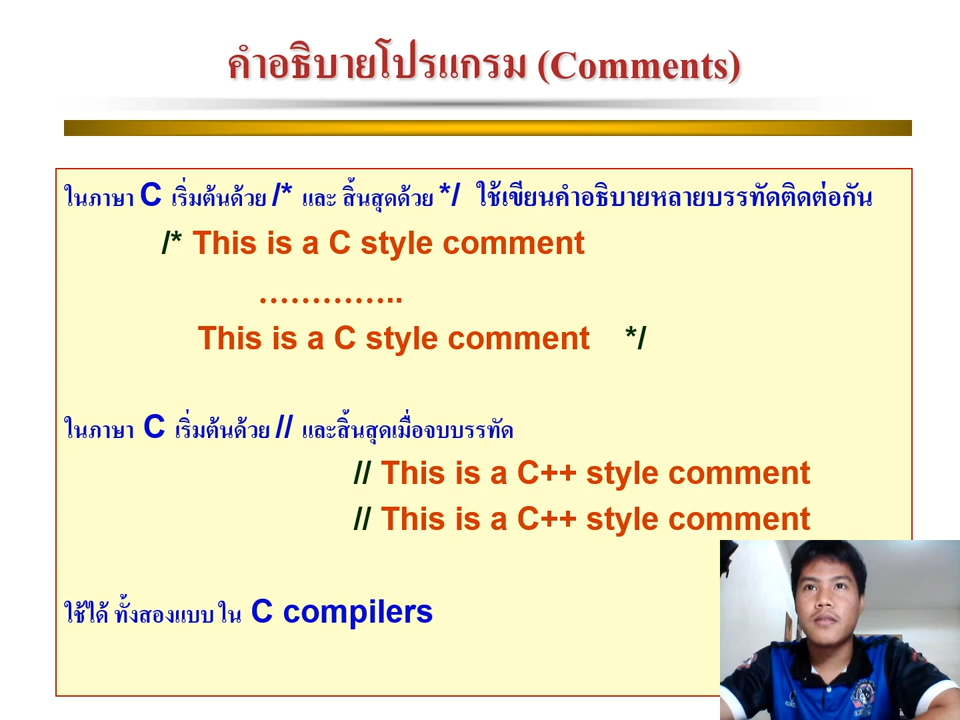 คำอธิบายโปรแกรม (Comments)
ในภาษา C เริ่มต้นด้วย /* และ สิ้นสุดด้วย */ ใช้เขียนคำอธิบายหลายบรรทัดติดต่อกัน
/* This is a C style comment
…………..
This is a C style comment */
ในภาษา C เริ่มต้นด้วย // และสิ้นสุดเมื่อจบบรรทัด
// This is a C++ style comment
// This is a C++ style comment
ใช้ได้ ทั้งสองแบบ ใน C compilers